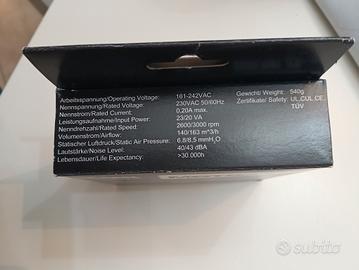 Arbeitsspannung/Operating Voltage: 161-242VAC
Nennspannung/Rated Voltage: 230VAC 50/60Hz
Nennstrom/Rated Current: 0.20A max.
Leistungsaufnahme/Input Power: 23/20 VA
Nenndrehzahl/Rated Speed: 2600/3000 rpm
Volumenstrom/Airflow: 140/163 m^3/h
Statischer Luftdruck/Static Air Pressure: 6.8/8.5 mmH2O
Lautstärke/Noise Level: 40/43 dBA
Lebensdauer/Life Expectancy: >30.000h
Gewicht/ Weight: 540g
Zertifikate/ Safety: UL,CUL,CE,
TÜV
subito